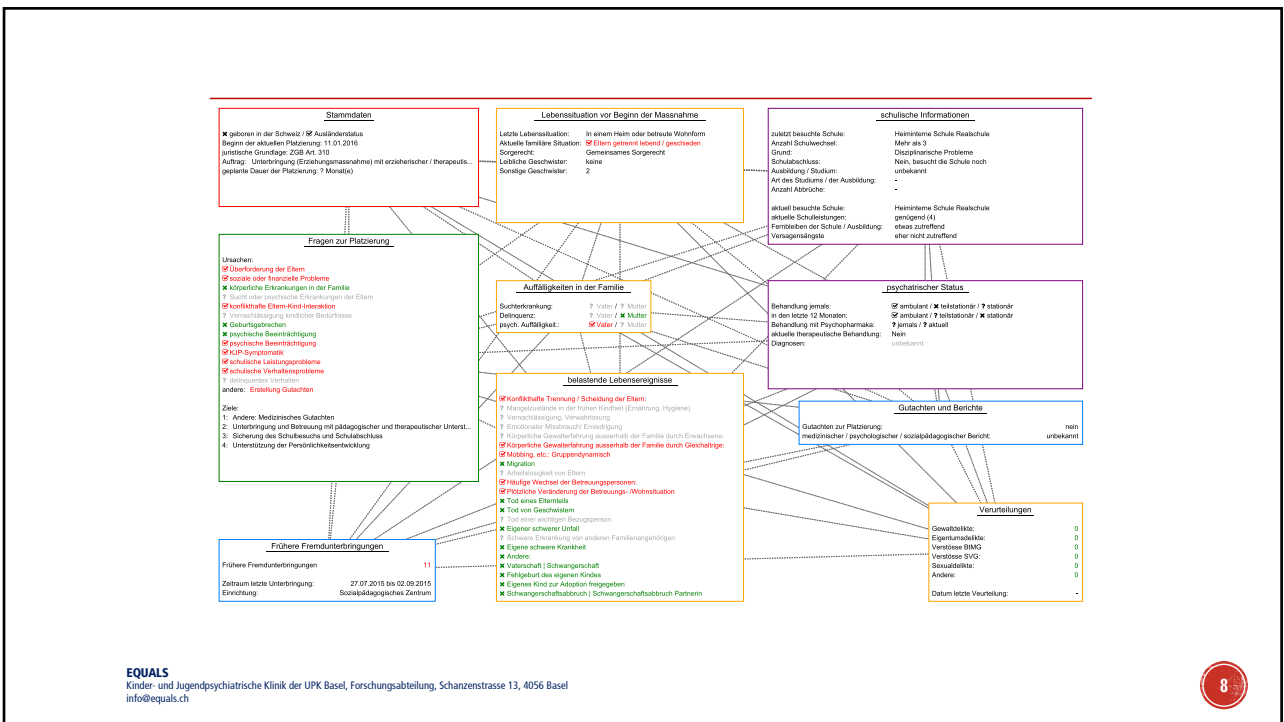 Stammdaten
✖ geboren in der Schweiz / ☑ Ausländerstatus
Beginn der aktuellen Platzierung: 11.01.2016
juristische Grundlage: ZGB Art. 310
Auftrag: Unterbringung (Erziehungsmassnahme) mit erzieherischer / therapeutis...
geplante Dauer der Platzierung: ? Monat(e)
Lebenssituation vor Beginn der Massnahme
Letzte Lebenssituation: In einem Heim oder betreute Wohnform
Aktuelle familiäre Situation: ☑ Eltern getrennt lebend / geschieden
Sorgerecht: Gemeinsames Sorgerecht
Leibliche Geschwister: keine
Sonstige Geschwister: 2
schulische Informationen
zuletzt besuchte Schule: Heiminterne Schule Realschule
Anzahl Schulwechsel: Mehr als 3
Grund: Disziplinarische Probleme
Schulabschluss: Nein, besucht die Schule noch
Ausbildung / Studium: unbekannt
Art des Studiums / der Ausbildung: -
Anzahl Abbrüche: -
aktuell besuchte Schule: Heiminterne Schule Realschule
aktuelle Schulleistungen: genügend (4)
Fernbleiben der Schule / Ausbildung: etwas zutreffend
Versagensängste eher nicht zutreffend
Fragen zur Platzierung
Ursachen:
☑ Überforderung der Eltern
☑ soziale oder finanzielle Probleme
✖ körperliche Erkrankungen in der Familie
? Sucht oder psychische Erkrankungen der Eltern
☑ konflikthafte Eltern-Kind-Interaktion
? Vernachlässigung kindlicher Bedürfnisse
✖ Geburtsgebrechen
✖ psychische Beeinträchtigung
☑ psychische Beeinträchtigung
☑ KJP-Symptomatik
☑ schulische Leistungsprobleme
☑ schulische Verhaltensprobleme
? delinquentes Verhalten
andere: Erstellung Gutachten
Ziele:
1: Andere: Medizinisches Gutachten
2: Unterbringung und Betreuung mit pädagogischer und therapeutischer Unterst...
3: Sicherung des Schulbesuchs und Schulabschluss
4: Unterstützung der Persönlichkeitsentwicklung
Auffälligkeiten in der Familie
Suchterkrankung: ? Vater / ? Mutter
Delinquenz: ? Vater / ✖ Mutter
psych. Auffälligkeit.: ☑ Vater / ? Mutter
psychatrischer Status
Behandlung jemals: ☑ ambulant / ✖ teilstationär / ? stationär
in den letzte 12 Monaten: ☑ ambulant / ? teilstationär / ✖ stationär
Behandlung mit Psychopharmaka: ? jemals / ? aktuell
aktuelle therapeutische Behandlung: Nein
Diagnosen: unbekannt
belastende Lebensereignisse
☑ Konflikthafte Trennung / Scheidung der Eltern:
? Mangelzustände in der frühen Kindheit (Ernährung, Hygiene)
? Vernachlässigung, Verwahrlosung
? Emotionaler Missbrauch/ Erniedrigung
? Körperliche Gewalterfahrung ausserhalb der Familie durch Erwachsene:
☑ Körperliche Gewalterfahrung ausserhalb der Familie durch Gleichaltrige:
☑ Mobbing, etc.: Gruppendynamisch
✖ Migration
? Arbeitslosigkeit von Eltern
☑ Häufige Wechsel der Betreuungspersonen:
☑ Plötzliche Veränderung der Betreuungs- /Wohnsituation
✖ Tod eines Elternteils
✖ Tod von Geschwistern
? Tod einer wichtigen Bezugsperson
✖ Eigener schwerer Unfall
? Schwere Erkrankung von anderen Familienangehörigen
✖ Eigene schwere Krankheit
✖ Andere:
✖ Vaterschaft | Schwangerschaft
✖ Fehlgeburt des eigenen Kindes
✖ Eigenes Kind zur Adoption freigegeben
✖ Schwangerschaftsabbruch | Schwangerschaftsabbruch Partnerin
Gutachten und Berichte
Gutachten zur Platzierung: nein
medizinischer / psychologischer / sozialpädagogischer Bericht: unbekannt
Frühere Fremdunterbringungen
Frühere Fremdunterbringungen 11
Zeitraum letzte Unterbringung: 27.07.2015 bis 02.09.2015
Einrichtung: Sozialpädagogisches Zentrum
Verurteilungen
Gewaltdelikte: 0
Eigentumsdelikte: 0
Verstösse BtMG 0
Verstösse SVG: 0
Sexualdelikte: 0
Andere: 0
Datum letzte Veurteilung: -
EQUALS
Kinder- und Jugendpsychiatrische Klinik der UPK Basel, Forschungsabteilung, Schanzenstrasse 13, 4056 Basel
info@equals.ch
8